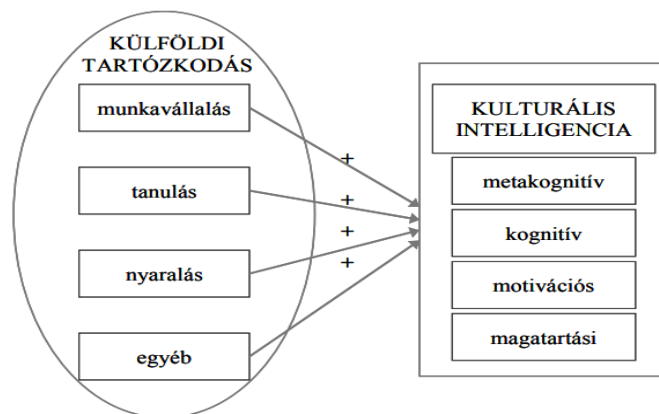 KÜLFÖLDI
TARTÓZKODÁS
munkavállalás
tanulás
nyaralás
egyéb
+
+
+
+
KULTURÁLIS
INTELLIGENCIA
metakognitív
kognitív
motivációs
magatartási